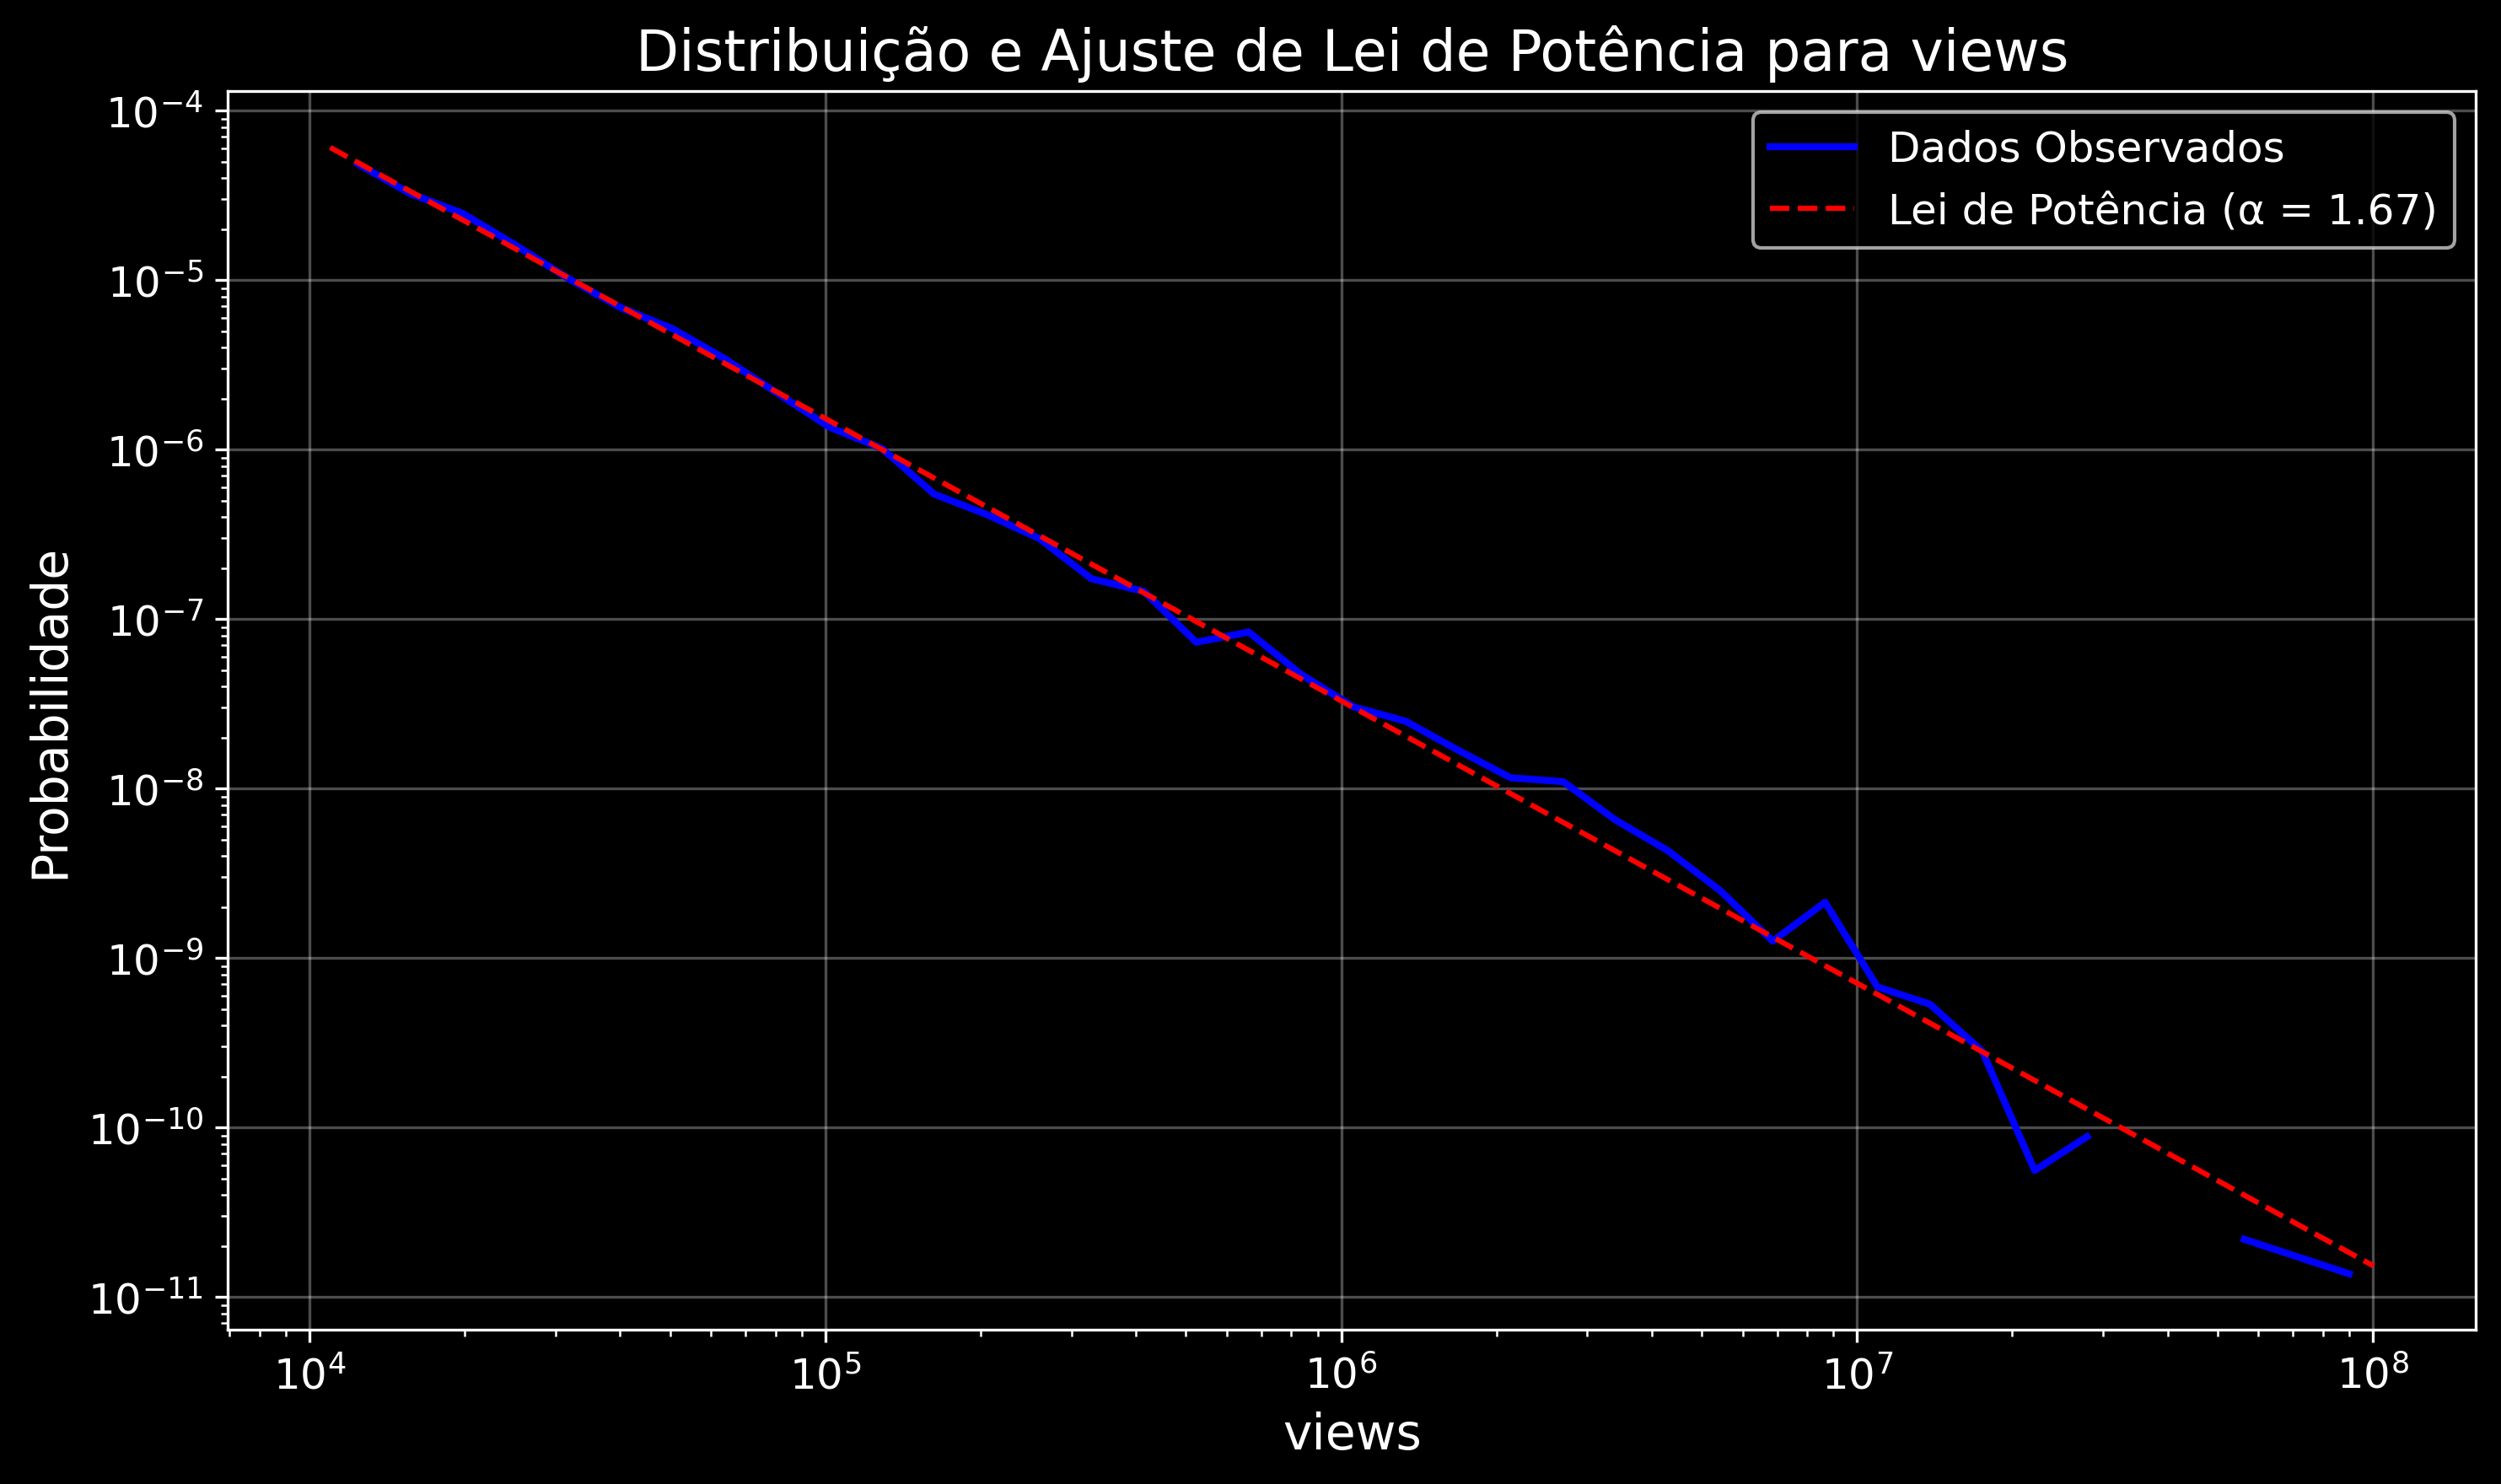 Distribuição e Ajuste de Lei de Potência para views
Dados Observados
Lei de Potência (α = 1.67)
Probabilidade
10⁻⁴
10⁻⁵
10⁻⁶
10⁻⁷
10⁻⁸
10⁻⁹
10⁻¹⁰
10⁻¹¹
10⁴ 10⁵ 10⁶ 10⁷ 10⁸
views